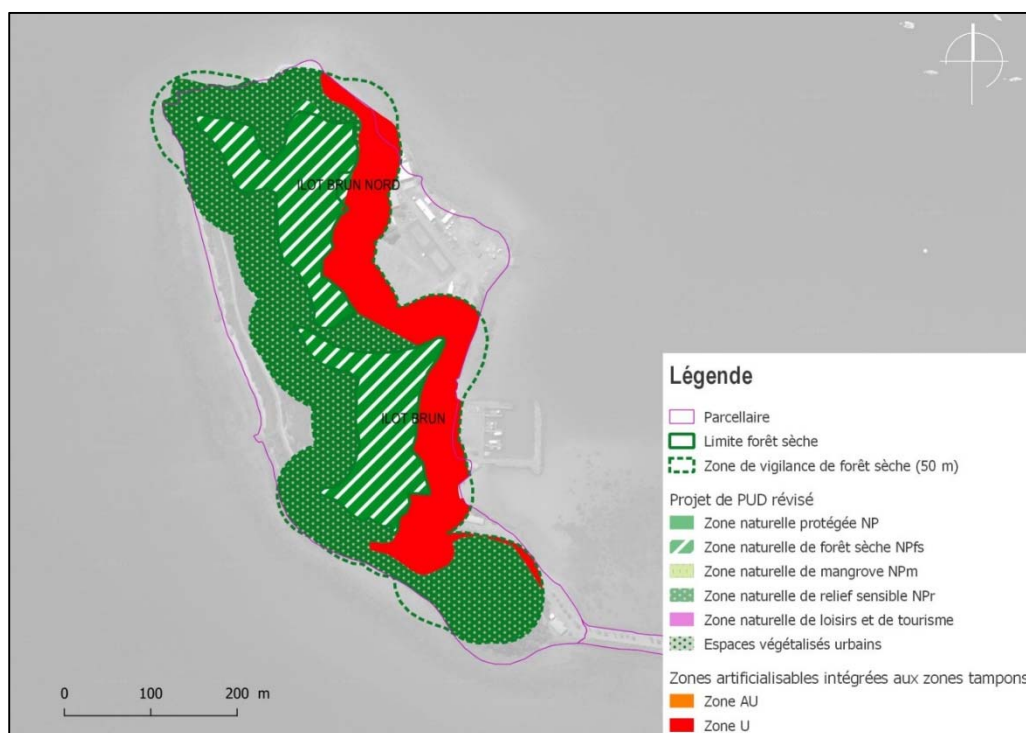 ILOT BRUN NORD
ILOT BRUN
0 100 200 m
Légende
Parcellaire
Limite forêt sèche
Zone de vigilance de forêt sèche (50 m)
Projet de PUD révisé
Zone naturelle protégée NP
Zone naturelle de forêt sèche NPfs
Zone naturelle de mangrove NPm
Zone naturelle de relief sensible NPr
Zone naturelle de loisirs et de tourisme
Espaces végétalisés urbains
Zones artificialisables intégrées aux zones tampons
Zone AU
Zone U